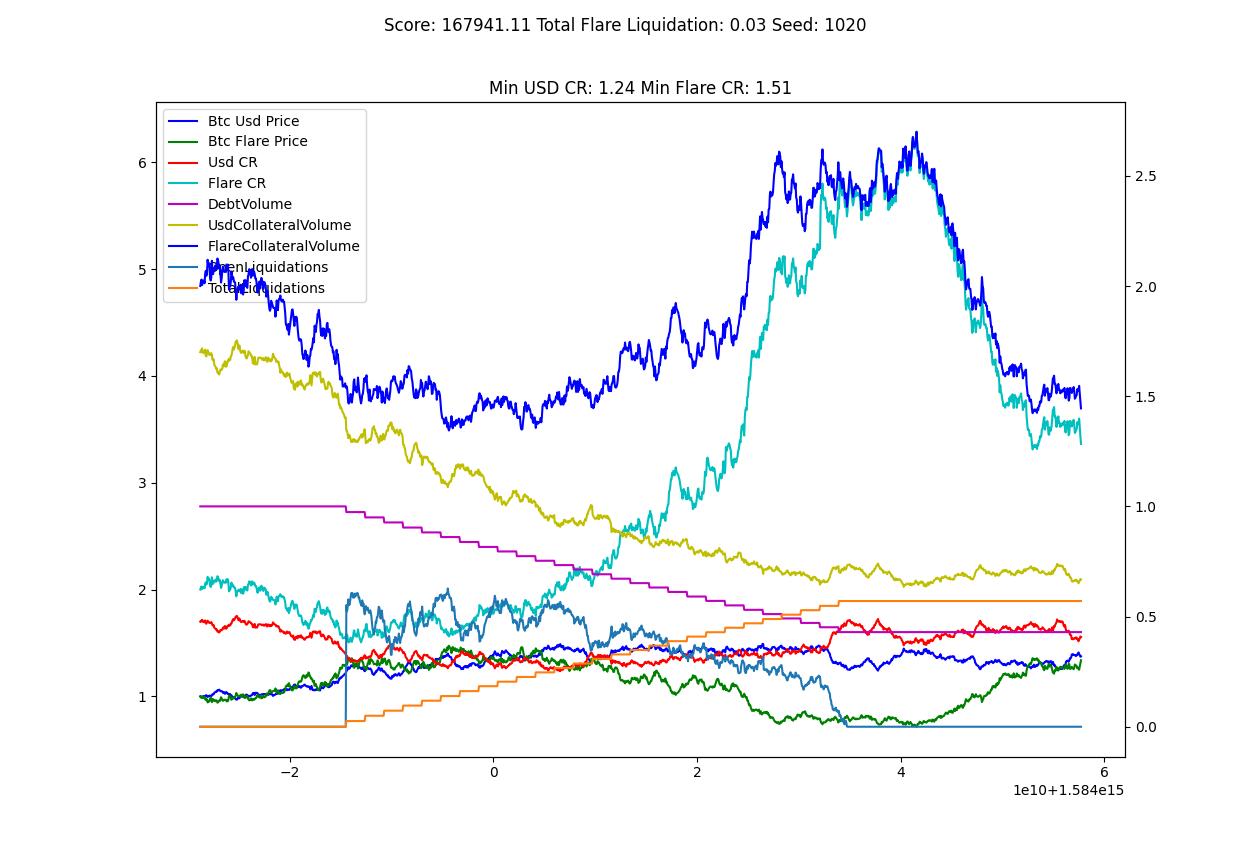 Score: 167941.11 Total Flare Liquidation: 0.03 Seed: 1020
Min USD CR: 1.24 Min Flare CR: 1.51
Btc Usd Price
Btc Flare Price
Usd CR
Flare CR
DebtVolume
UsdCollateralVolume
FlareCollateralVolume
OpenLiquidations
TotalLiquidations
6
5
4
3
2
1
2.5
2.0
1.5
1.0
0.5
0.0
−2
0
2
4
6
1e10+1.584e15